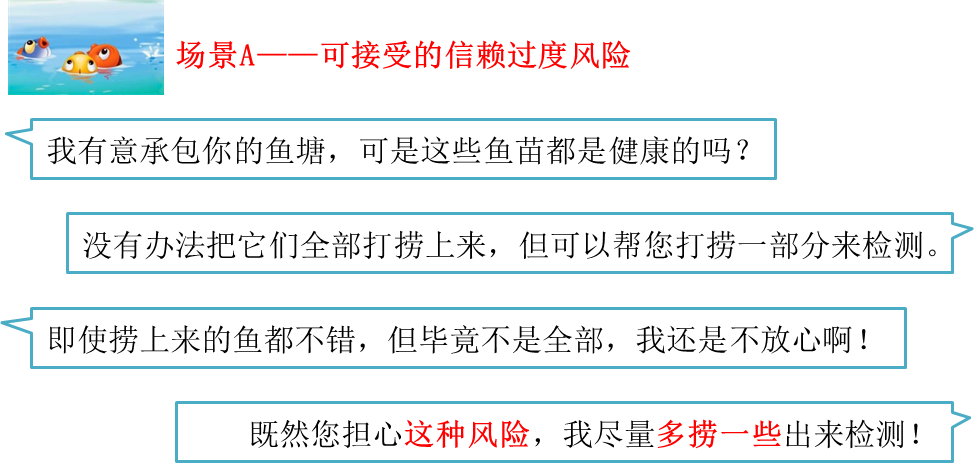 场景A——可接受的信赖过度风险
我有意承包你的鱼塘，可是这些鱼苗都是健康的吗？
没有办法把它们全部打捞上来，但可以帮您打捞一部分来检测。
即使捞上来的鱼都不错，但毕竟不是全部，我还是不放心啊！
既然您担心这种风险，我尽量多捞一些出来检测！